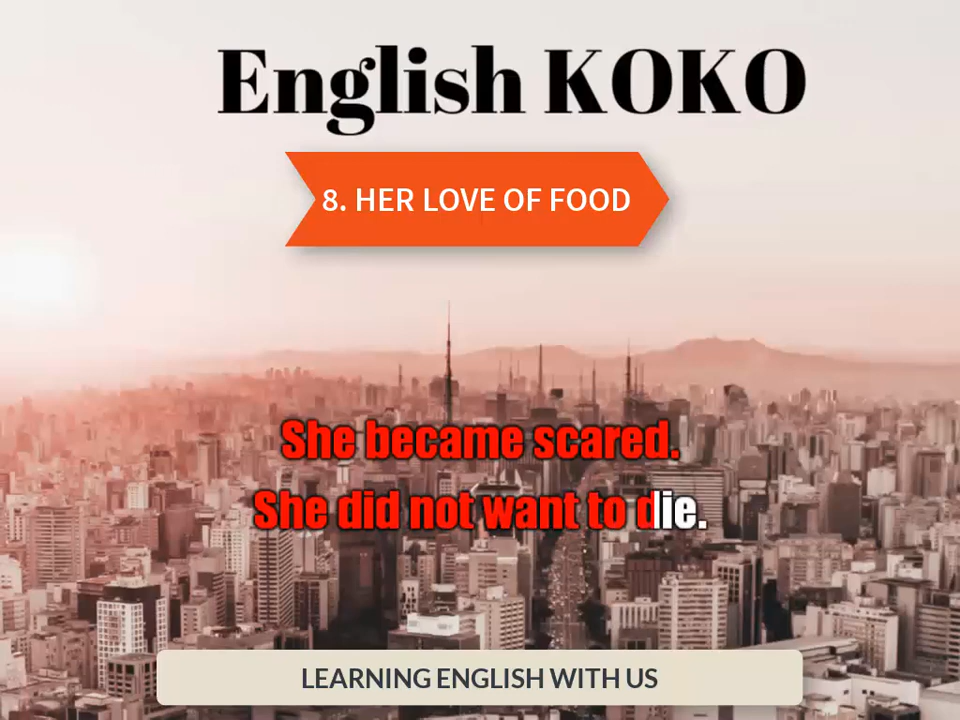 English KOKO
8. HER LOVE OF FOOD
She became scared.
She did not want to die.
LEARNING ENGLISH WITH US